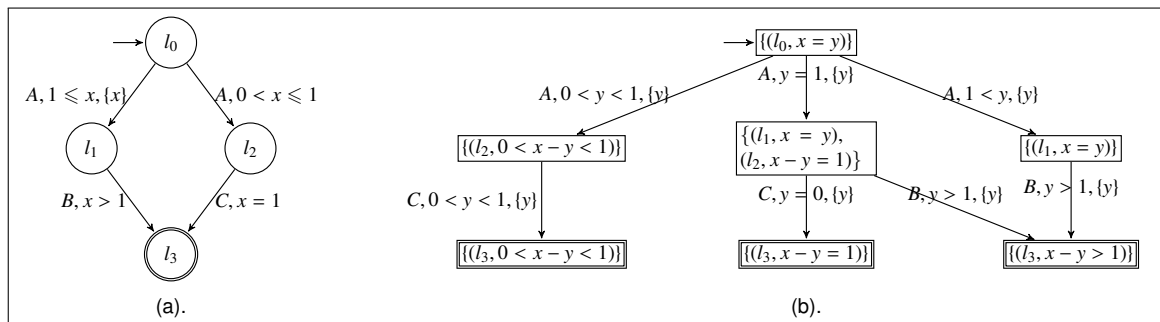 l0
{(l0, x = y)}
A, 1 ⩽ x, {x}
A, 0 < x ⩽ 1
A, 0 < y < 1, {y}
A, y = 1, {y}
A, 1 < y, {y}
l1
l2
{(l2, 0 < x − y < 1)}
{(l1, x = y),
(l2, x − y = 1)}
{(l1, x = y)}
B, x > 1
C, x = 1
C, 0 < y < 1, {y}
C, y = 0, {y}
B, y > 1, {y}
B, y > 1, {y}
l3
{(l3, 0 < x − y < 1)}
{(l3, x − y = 1)}
{(l3, x − y > 1)}
(a).
(b).